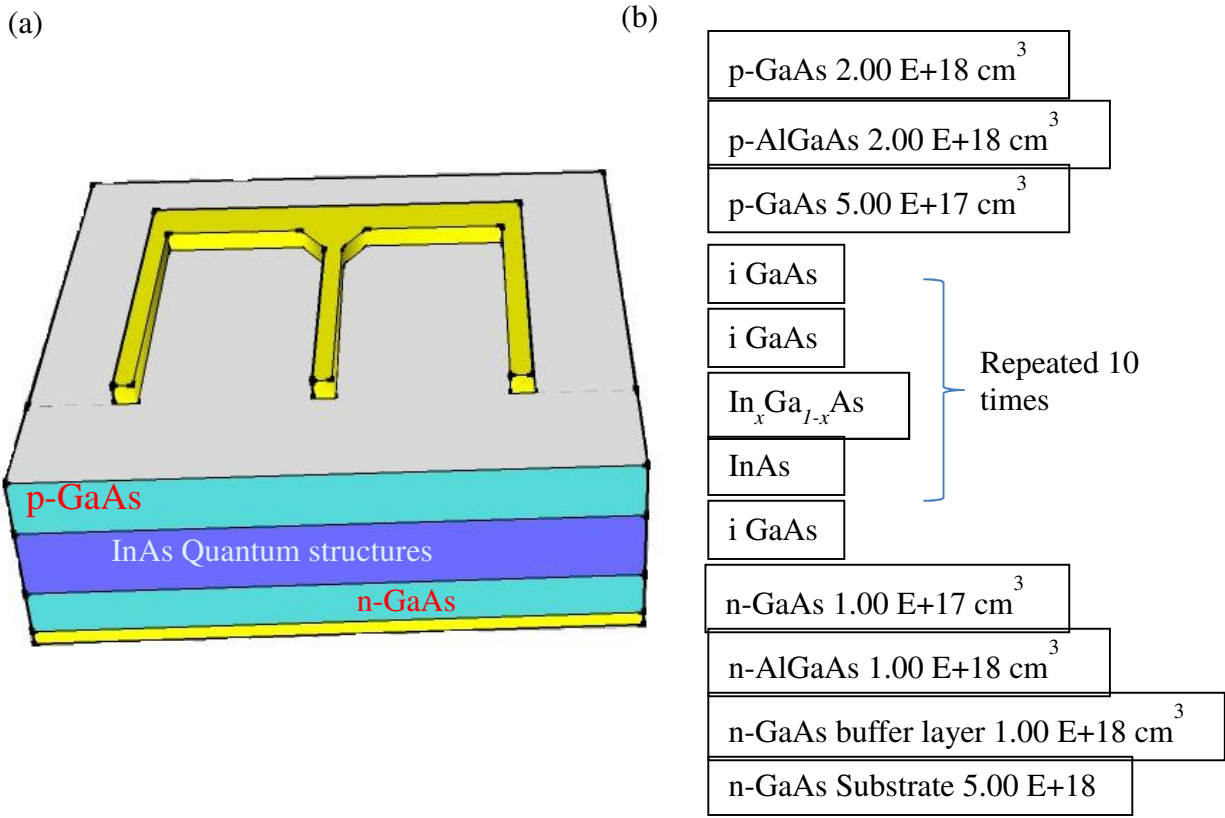 (a)
p-GaAs
InAs Quantum structures
n-GaAs
(b)
p-GaAs 2.00 E+18 cm³
p-AlGaAs 2.00 E+18 cm³
p-GaAs 5.00 E+17 cm³
i GaAs
i GaAs
InₓGa₁₋ₓAs
InAs
i GaAs
Repeated 10
times
n-GaAs 1.00 E+17 cm³
n-AlGaAs 1.00 E+18 cm³
n-GaAs buffer layer 1.00 E+18 cm³
n-GaAs Substrate 5.00 E+18